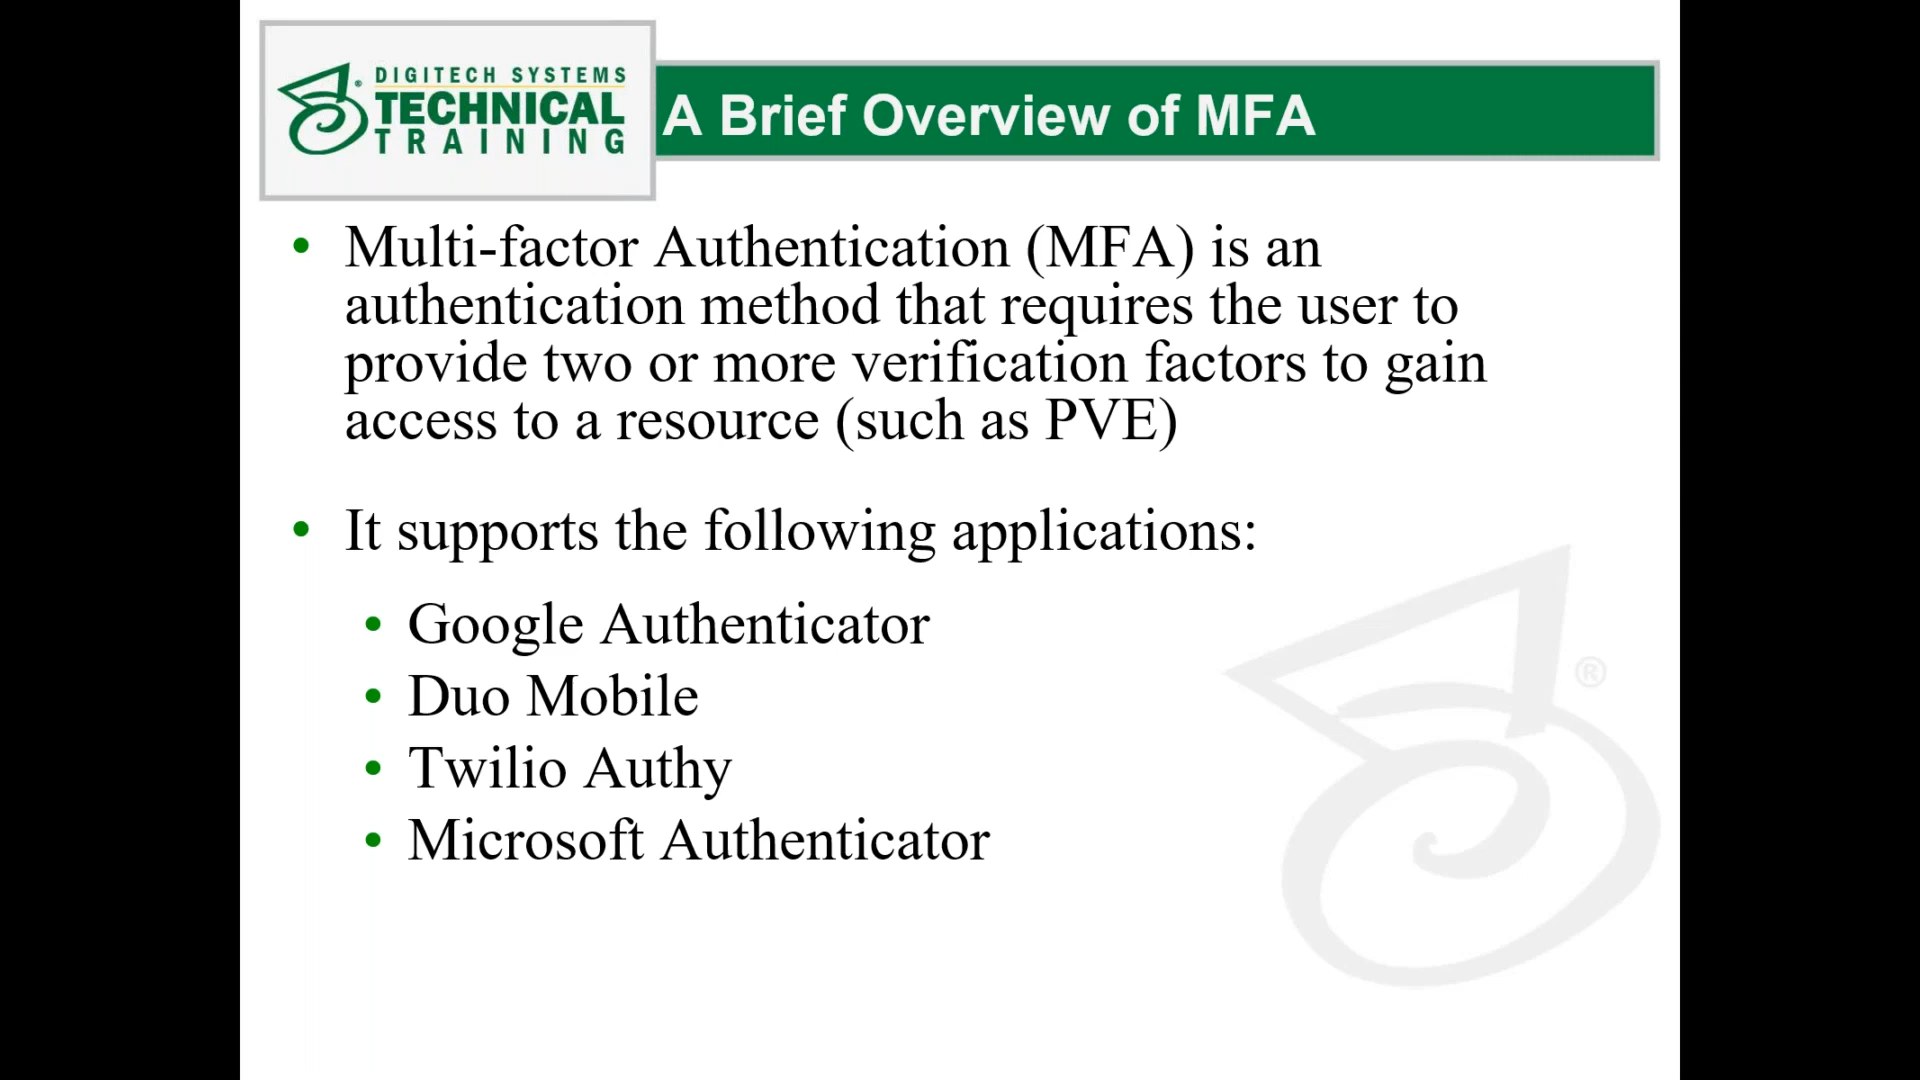 DIGITECH SYSTEMS
TECHNICAL
TRAINING
A Brief Overview of MFA
• Multi-factor Authentication (MFA) is an
authentication method that requires the user to
provide two or more verification factors to gain
access to a resource (such as PVE)
• It supports the following applications:
• Google Authenticator
• Duo Mobile
• Twilio Authy
• Microsoft Authenticator
®